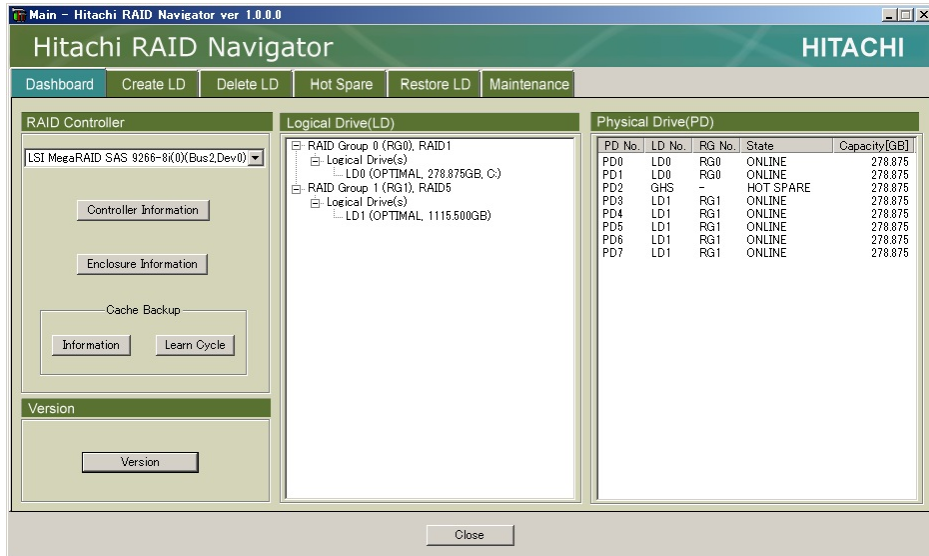 Main - Hitachi RAID Navigator ver 1.0.0.0
Hitachi RAID Navigator
HITACHI
Dashboard Create LD Delete LD Hot Spare Restore LD Maintenance
RAID Controller
LSI MegaRAID SAS 9266-8i(0)(Bus2,Dev0)
Controller Information
Enclosure Information
Cache Backup
Information Learn Cycle
Version
Version
Logical Drive(LD)
RAID Group 0 (RG0), RAID1
Logical Drive(s)
LD0 (OPTIMAL, 278.875GB, C:)
RAID Group 1 (RG1), RAID5
Logical Drive(s)
LD1 (OPTIMAL, 1115.500GB)
Physical Drive(PD)
PD No. LD No. RG No. State Capacity[GB]
PD0 LD0 RG0 ONLINE 278.875
PD1 LD0 RG0 ONLINE 278.875
PD2 GHS - HOT SPARE 278.875
PD3 LD1 RG1 ONLINE 278.875
PD4 LD1 RG1 ONLINE 278.875
PD5 LD1 RG1 ONLINE 278.875
PD6 LD1 RG1 ONLINE 278.875
PD7 LD1 RG1 ONLINE 278.875
Close